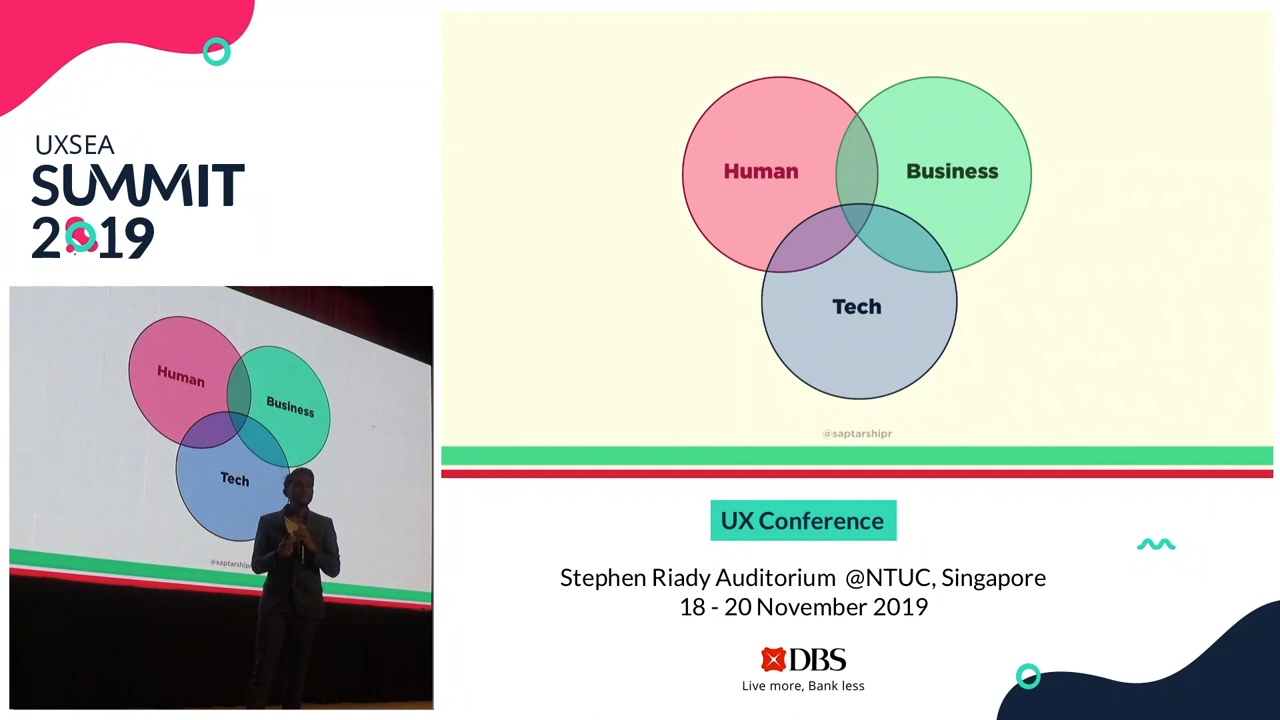 UXSEA
SUMMIT
2019
Human
Business
Tech
@saptarshipr
Human
Business
Tech
@saptarship
UX Conference
Stephen Riady Auditorium @NTUC, Singapore
18 - 20 November 2019
DBS
Live more, Bank less